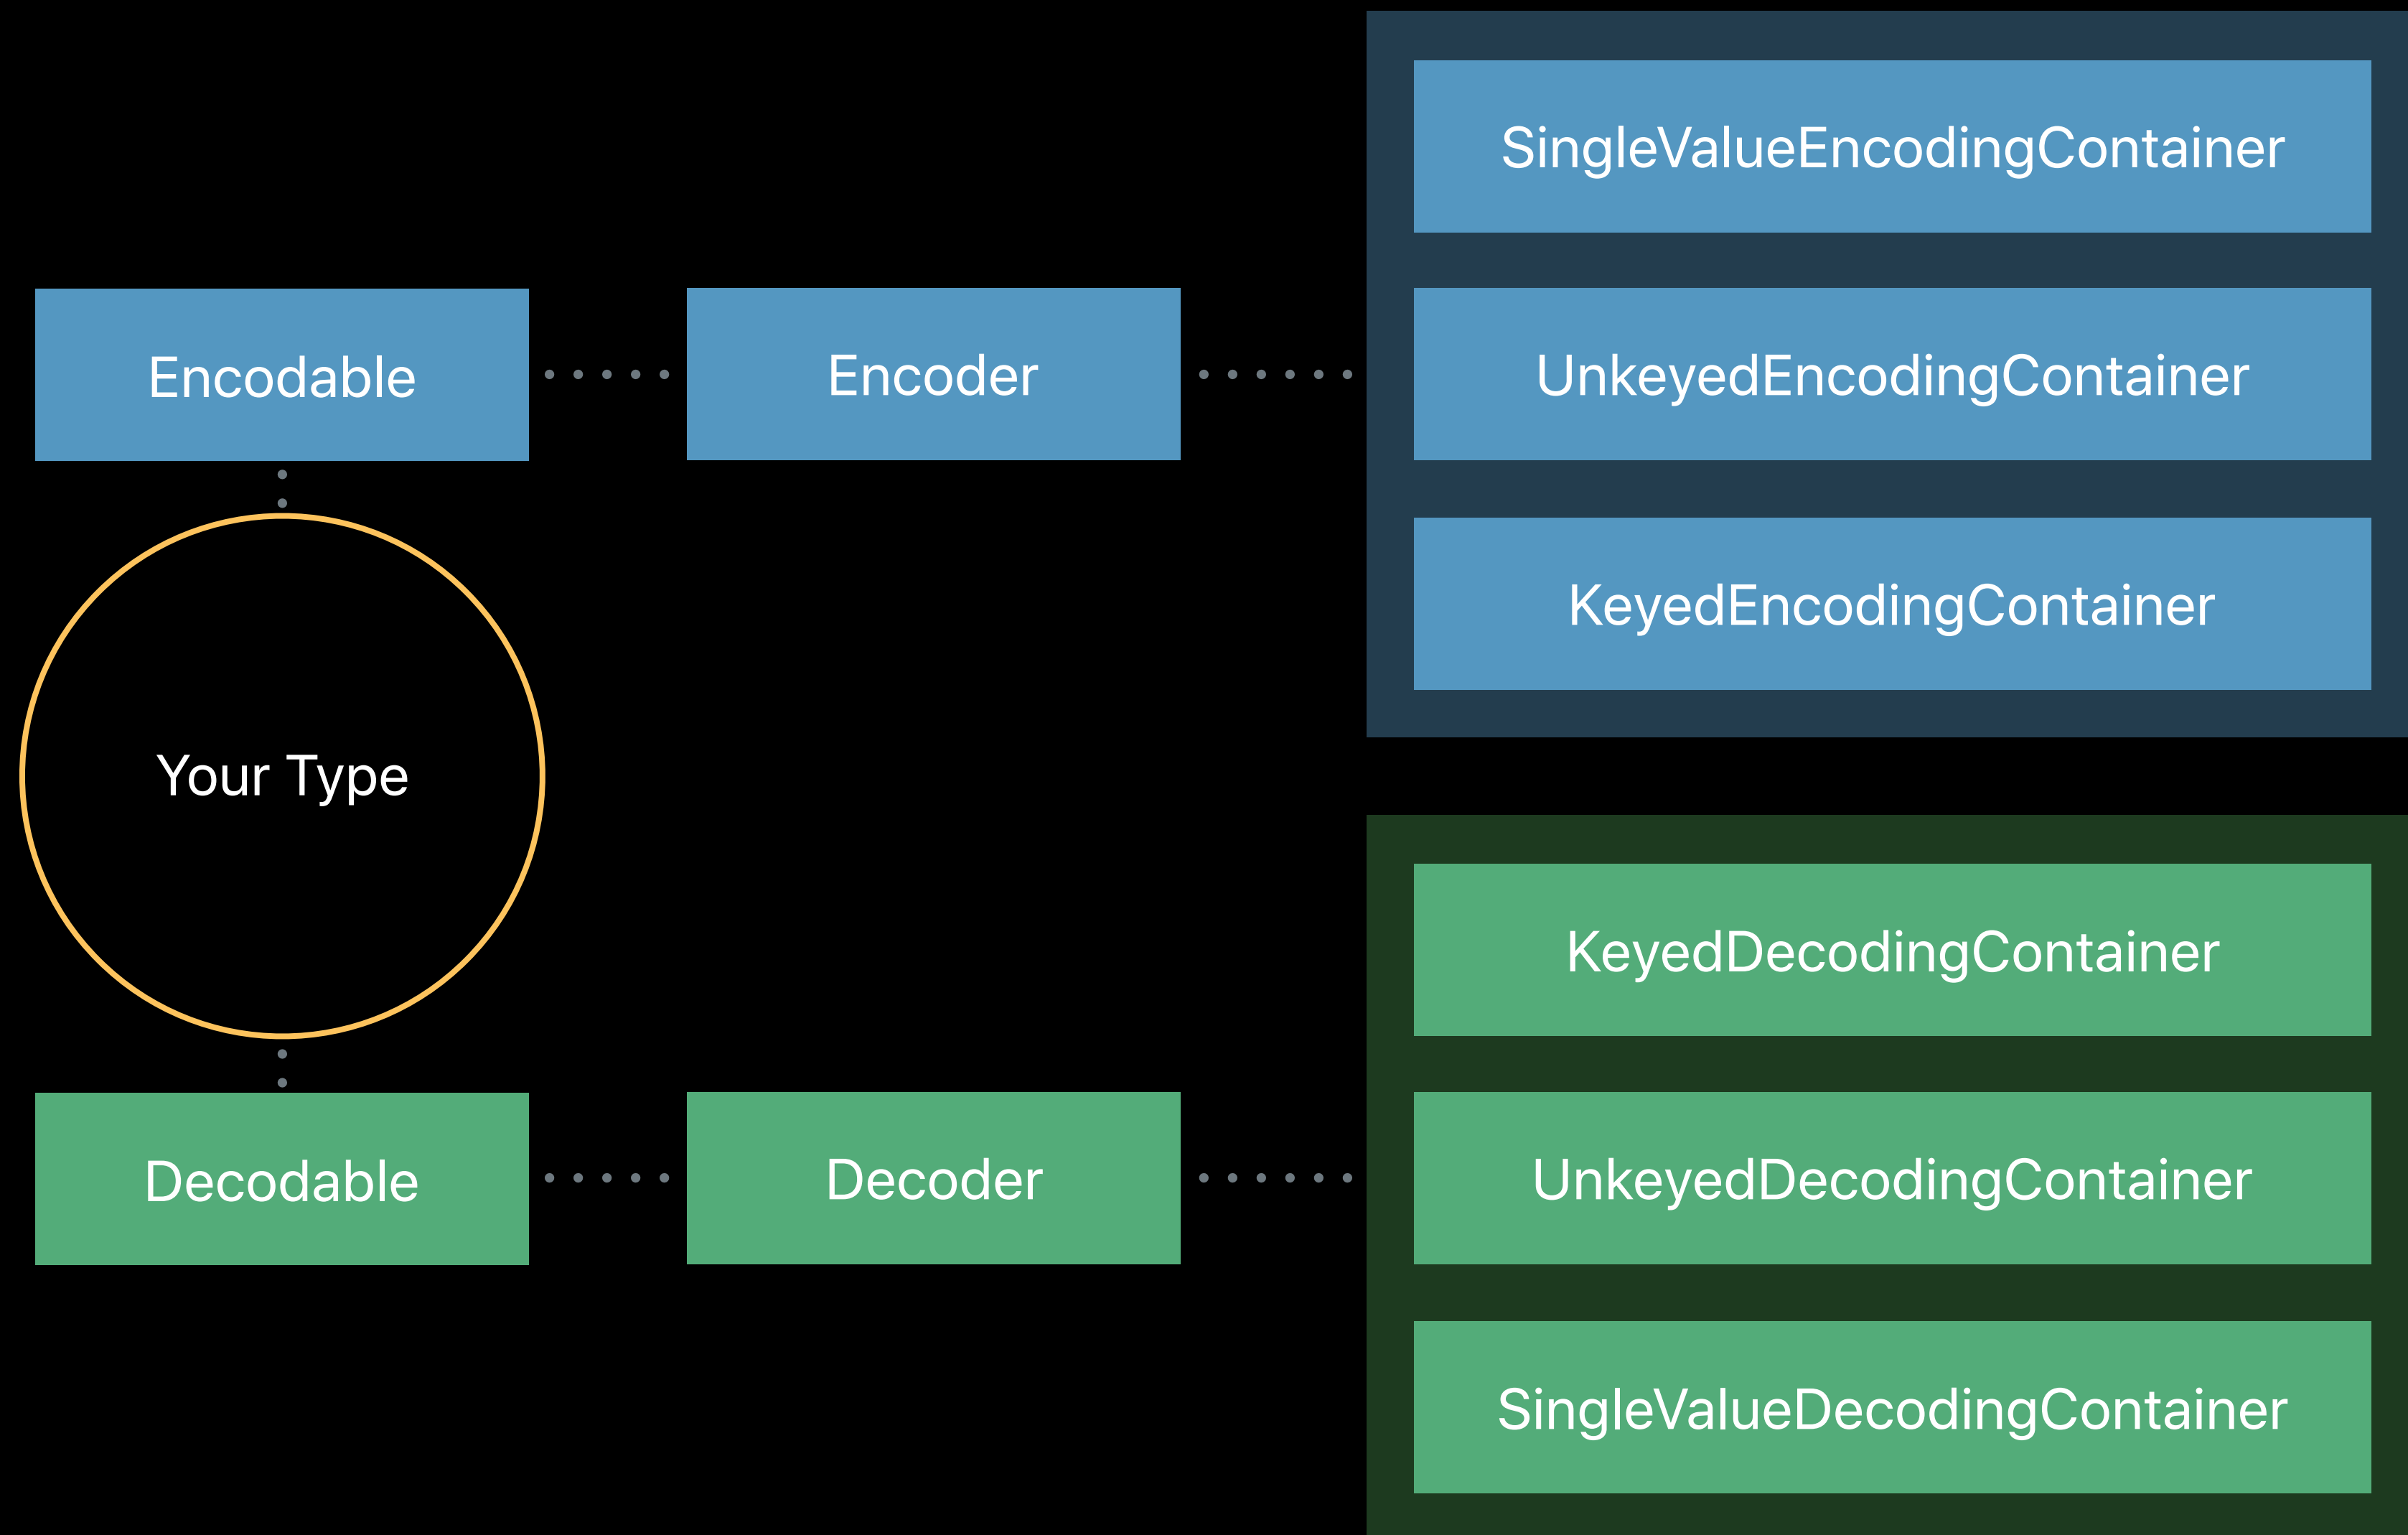 SingleValueEncodingContainer
Encodable
Encoder
UnkeyedEncodingContainer
KeyedEncodingContainer
Your Type
KeyedDecodingContainer
Decodable
Decoder
UnkeyedDecodingContainer
SingleValueDecodingContainer